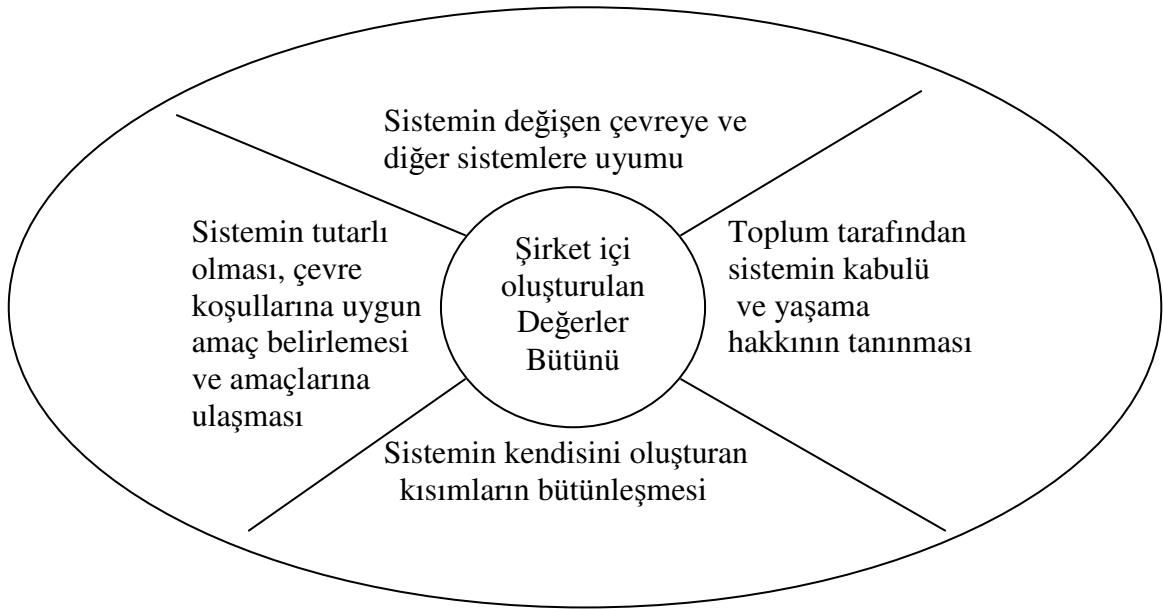 Sistemin değişen çevreye ve
diğer sistemlere uyumu
Sistemin tutarlı
olması, çevre
koşullarına uygun
amaç belirlemesi
ve amaçlarına
ulaşması
Şirket içi
oluşturulan
Değerler
Bütünü
Toplum tarafından
sistemin kabulü
ve yaşama
hakkının tanınması
Sistemin kendisini oluşturan
kısımların bütünleşmesi